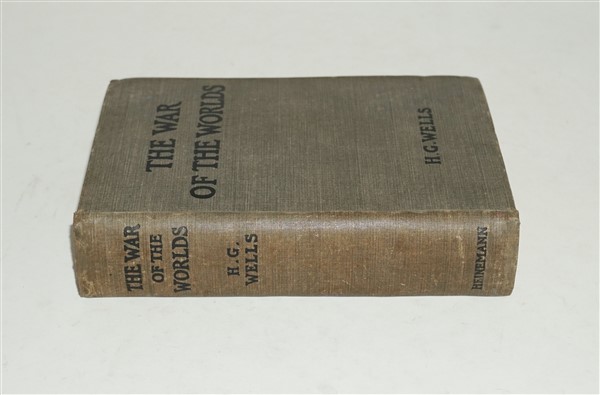 THE WAR
OF THE WORLDS
H.G.WELLS
THE WAR
OF THE
WORLDS
H.G.
WELLS
HEINEMANN